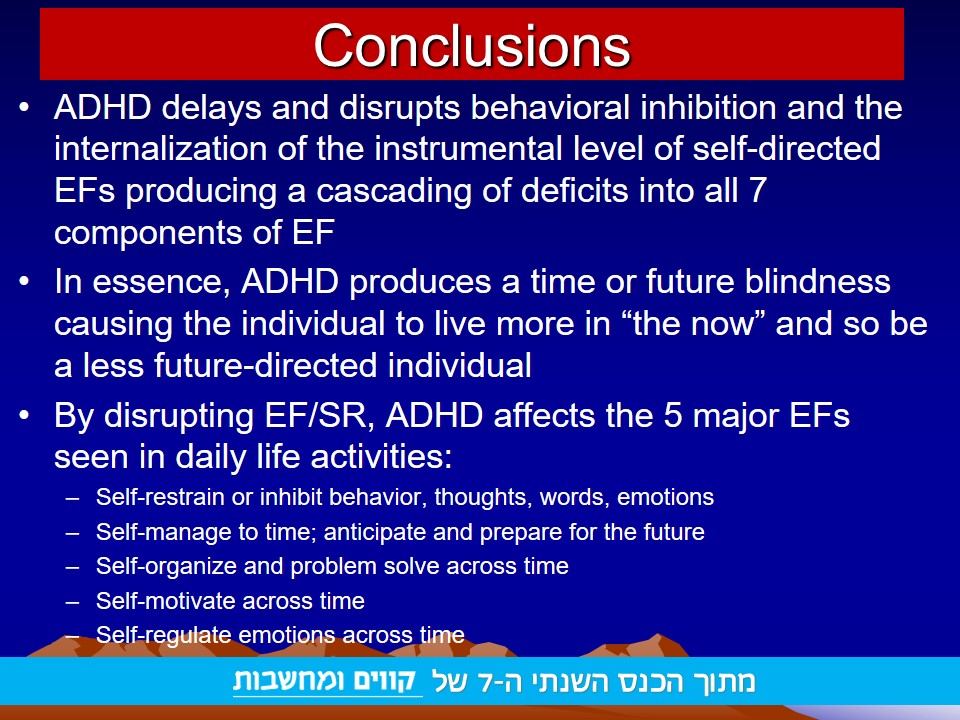 Conclusions
• ADHD delays and disrupts behavioral inhibition and the
internalization of the instrumental level of self-directed
EFs producing a cascading of deficits into all 7
components of EF
• In essence, ADHD produces a time or future blindness
causing the individual to live more in “the now” and so be
a less future-directed individual
• By disrupting EF/SR, ADHD affects the 5 major EFs
seen in daily life activities:
– Self-restrain or inhibit behavior, thoughts, words, emotions
– Self-manage to time; anticipate and prepare for the future
– Self-organize and problem solve across time
– Self-motivate across time
– Self-regulate emotions across time
מתוך הכנס השנתי ה-7 של קווים ומחשבות